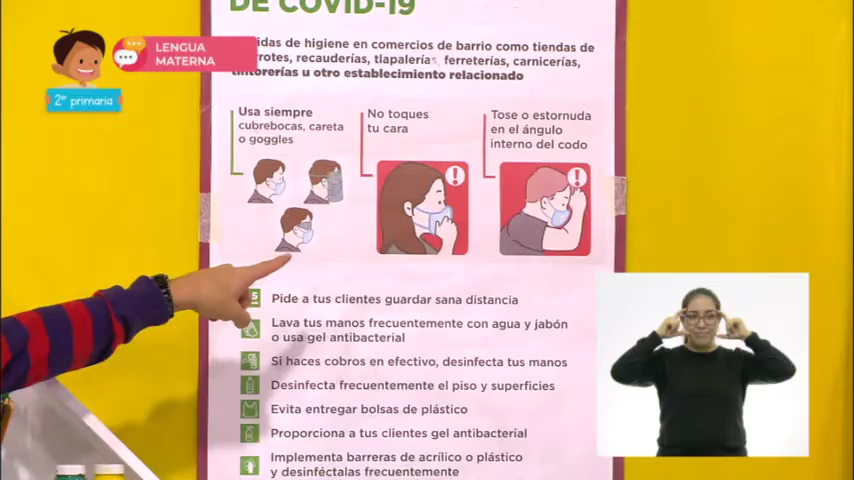 DE COVID-19
LENGUA
MATERNA
2° primaria
idas de higiene en comercios de barrio como tiendas de
rrotes, recauderías, tlapalerías, ferreterías, carnicerías,
tintorerías u otro establecimiento relacionado
Usa siempre
cubrebocas, careta
o goggles
No toques
tu cara
Tose o estornuda
en el ángulo
interno del codo
!
!
5
Pide a tus clientes guardar sana distancia
Lava tus manos frecuentemente con agua y jabón
o usa gel antibacterial
Si haces cobros en efectivo, desinfecta tus manos
Desinfecta frecuentemente el piso y superficies
Evita entregar bolsas de plástico
Proporciona a tus clientes gel antibacterial
Implementa barreras de acrílico o plástico
y desinféctalas frecuentemente